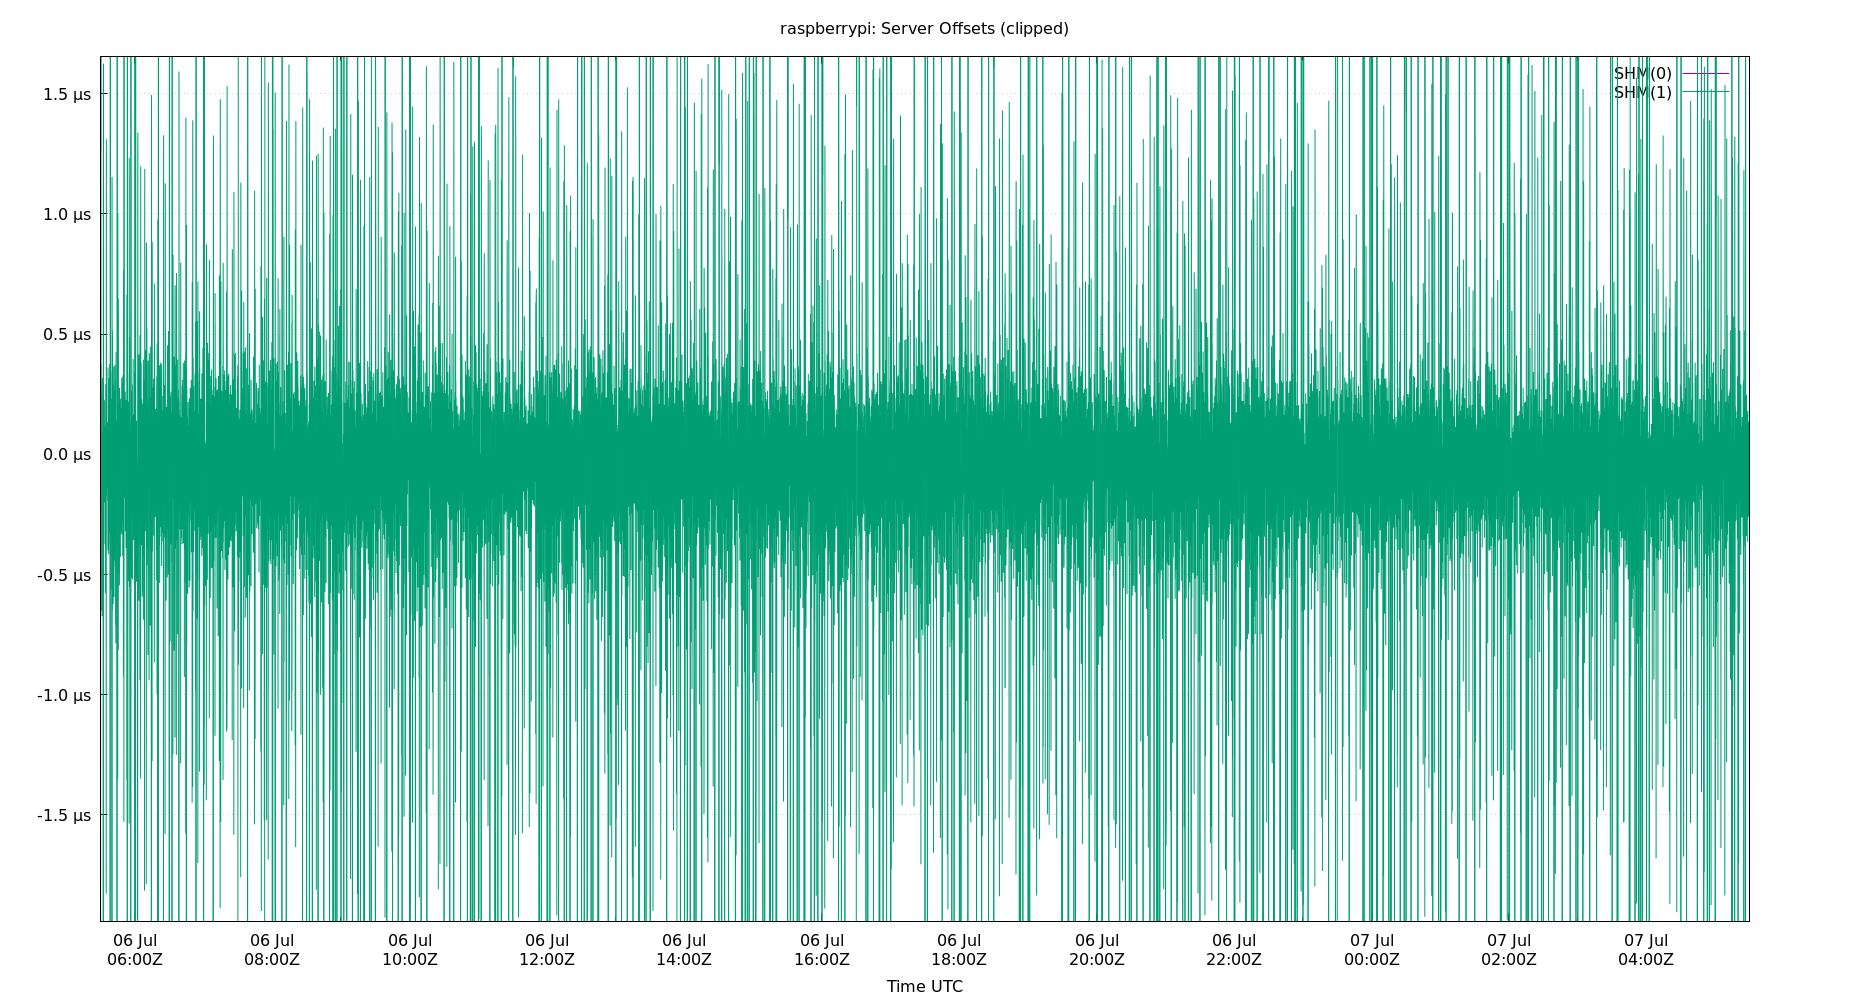 raspberrypi: Server Offsets (clipped)
SHM(0)
SHM(1)
1.5 µs
1.0 µs
0.5 µs
0.0 µs
-0.5 µs
-1.0 µs
-1.5 µs
06 Jul 06 Jul 06 Jul 06 Jul 06 Jul 06 Jul 06 Jul 06 Jul 06 Jul 07 Jul 07 Jul 07 Jul
06:00Z 08:00Z 10:00Z 12:00Z 14:00Z 16:00Z 18:00Z 20:00Z 22:00Z 00:00Z 02:00Z 04:00Z
Time UTC